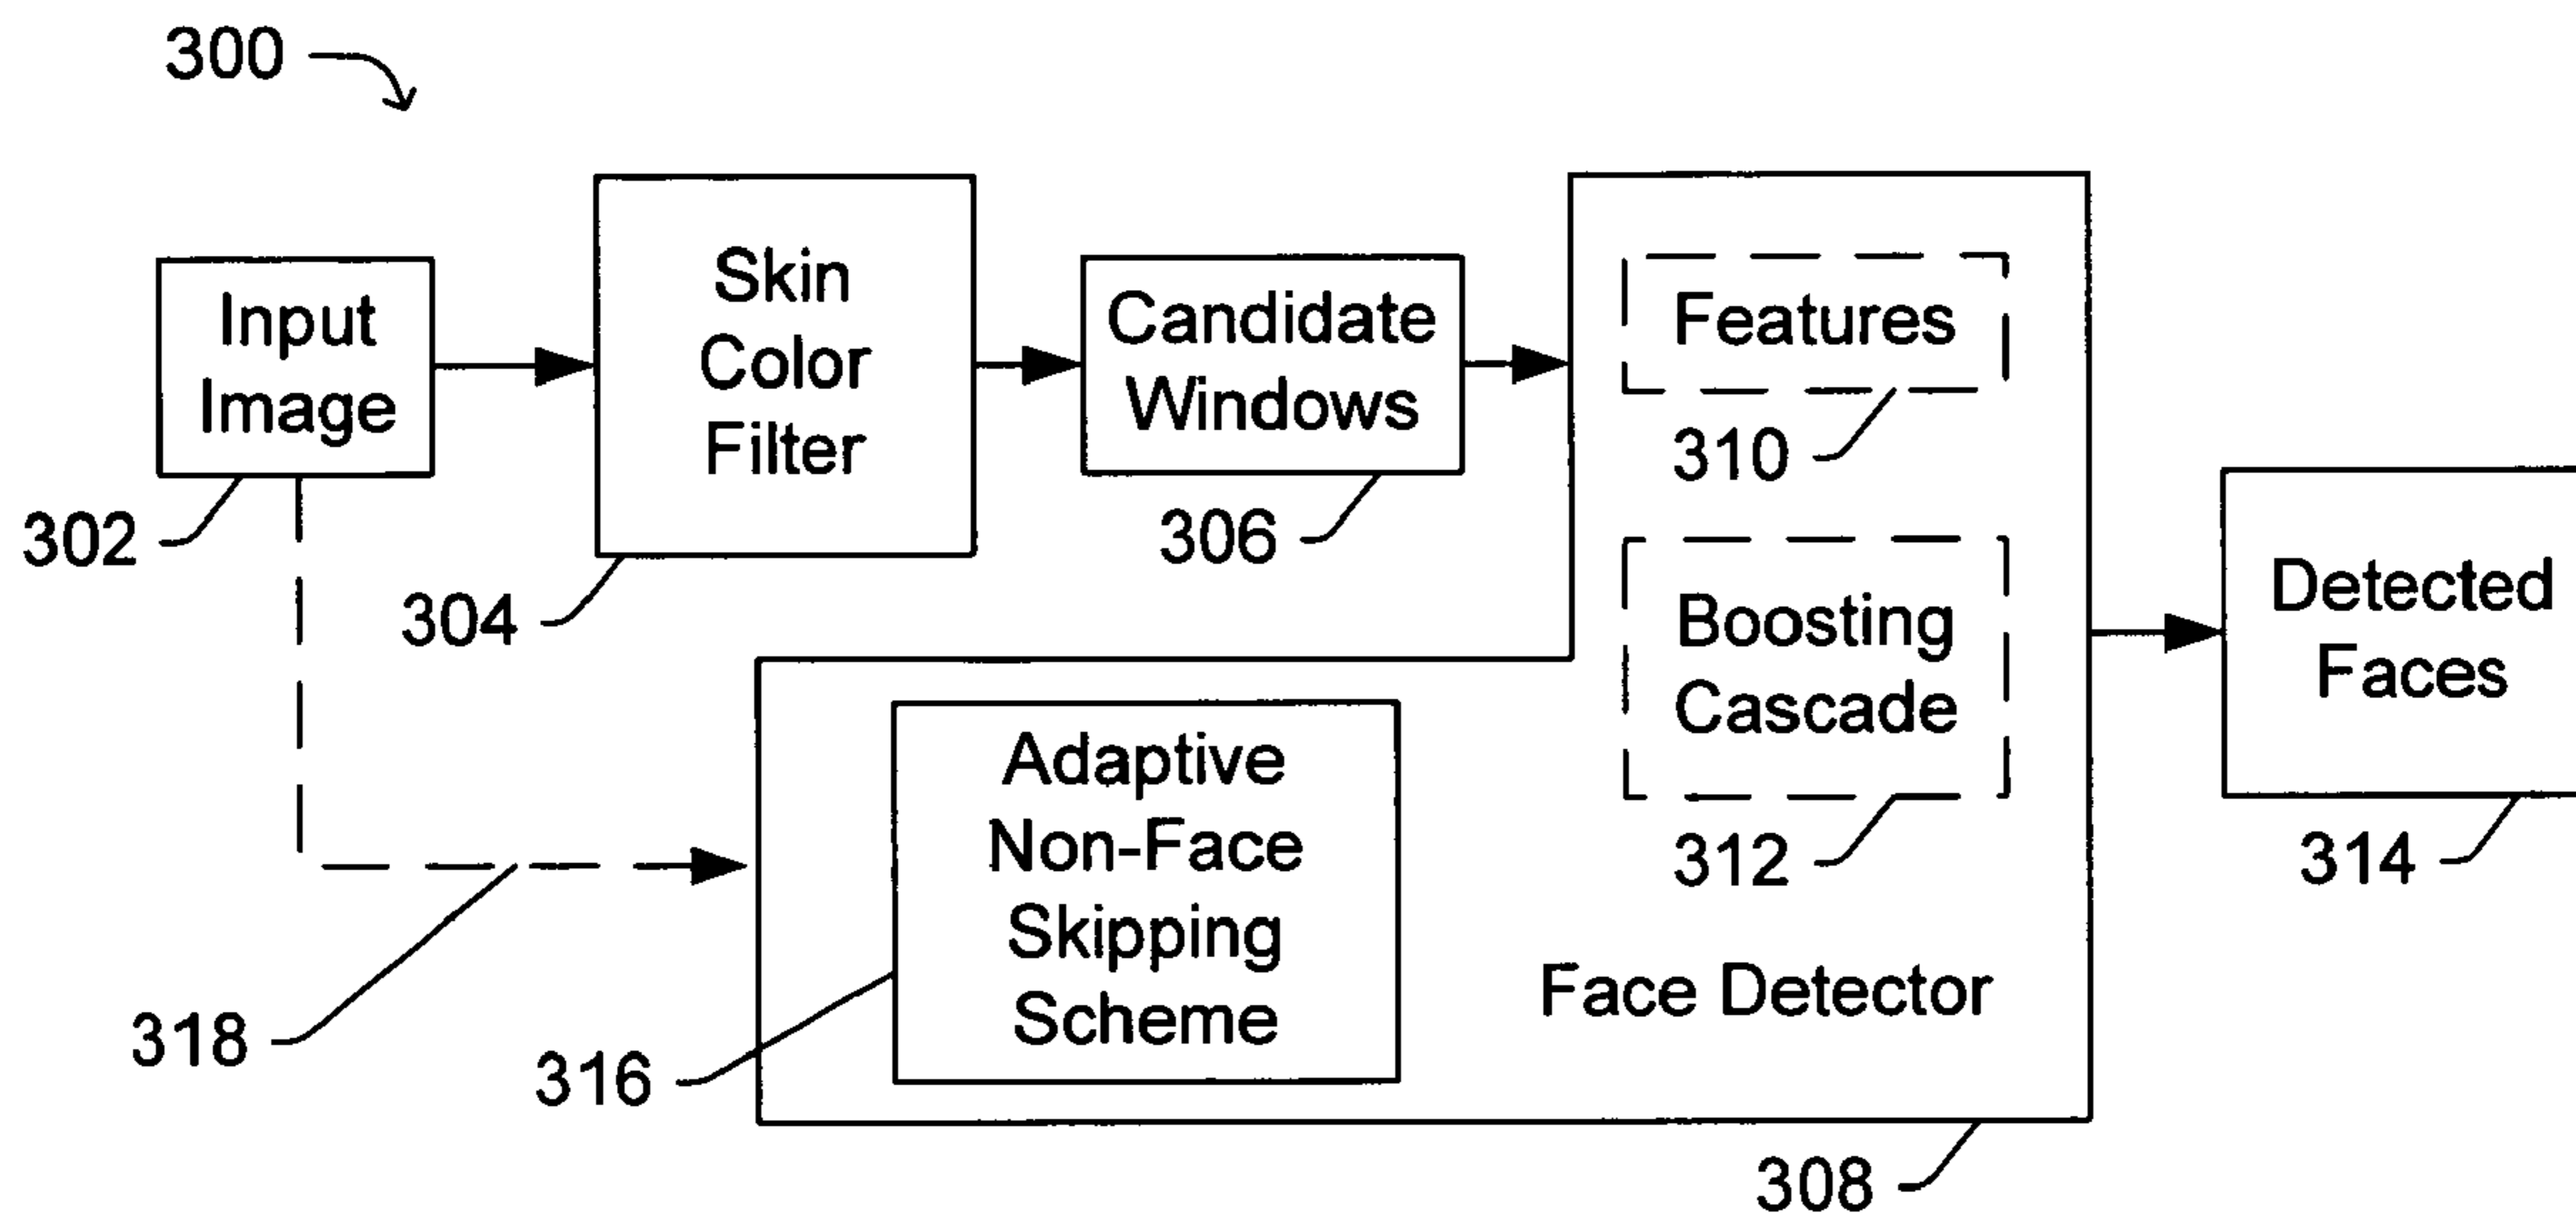 300
Input
Image
302
Skin
Color
Filter
304
Candidate
Windows
306
Features
310
Boosting
Cascade
312
Detected
Faces
314
Adaptive
Non-Face
Skipping
Scheme
316
318
Face Detector
308